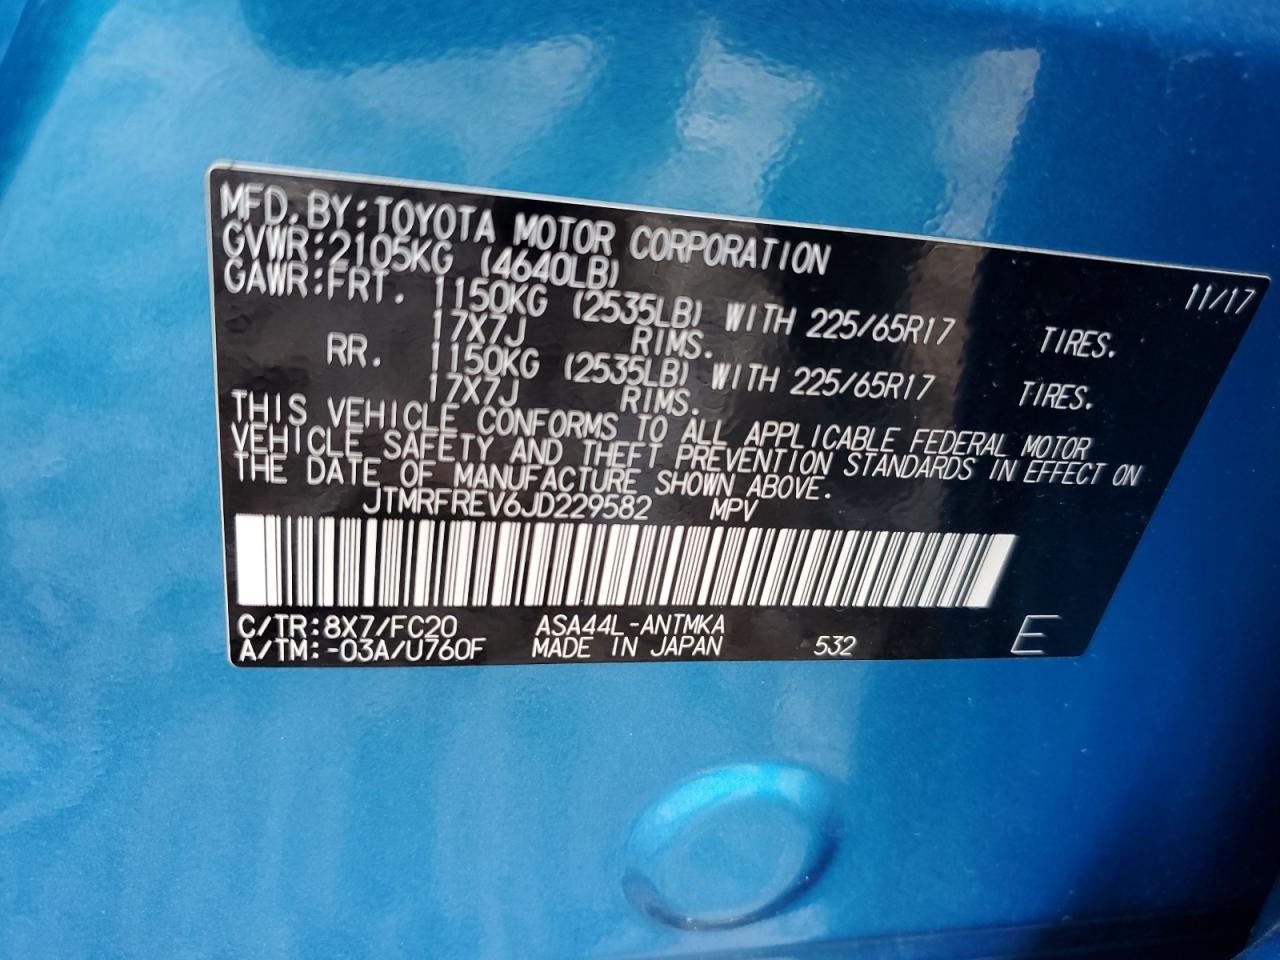 MFD.BY:TOYOTA MOTOR CORPORATION 11/17
GVWR:2105KG (4640LB)
GAWR:FRT. 1150KG (2535LB) WITH 225/65R17 TIRES.
17X7J RIMS.
RR. 1150KG (2535LB) WITH 225/65R17 TIRES.
17X7J RIMS.
THIS VEHICLE CONFORMS TO ALL APPLICABLE FEDERAL MOTOR
VEHICLE SAFETY AND THEFT PREVENTION STANDARDS IN EFFECT ON
THE DATE OF MANUFACTURE SHOWN ABOVE.
JTMRFREV6JD229582 MPV
C/TR:8X7/FC20 ASA44L-ANTMKA
A/TM:-03A/U760F MADE IN JAPAN 532 E